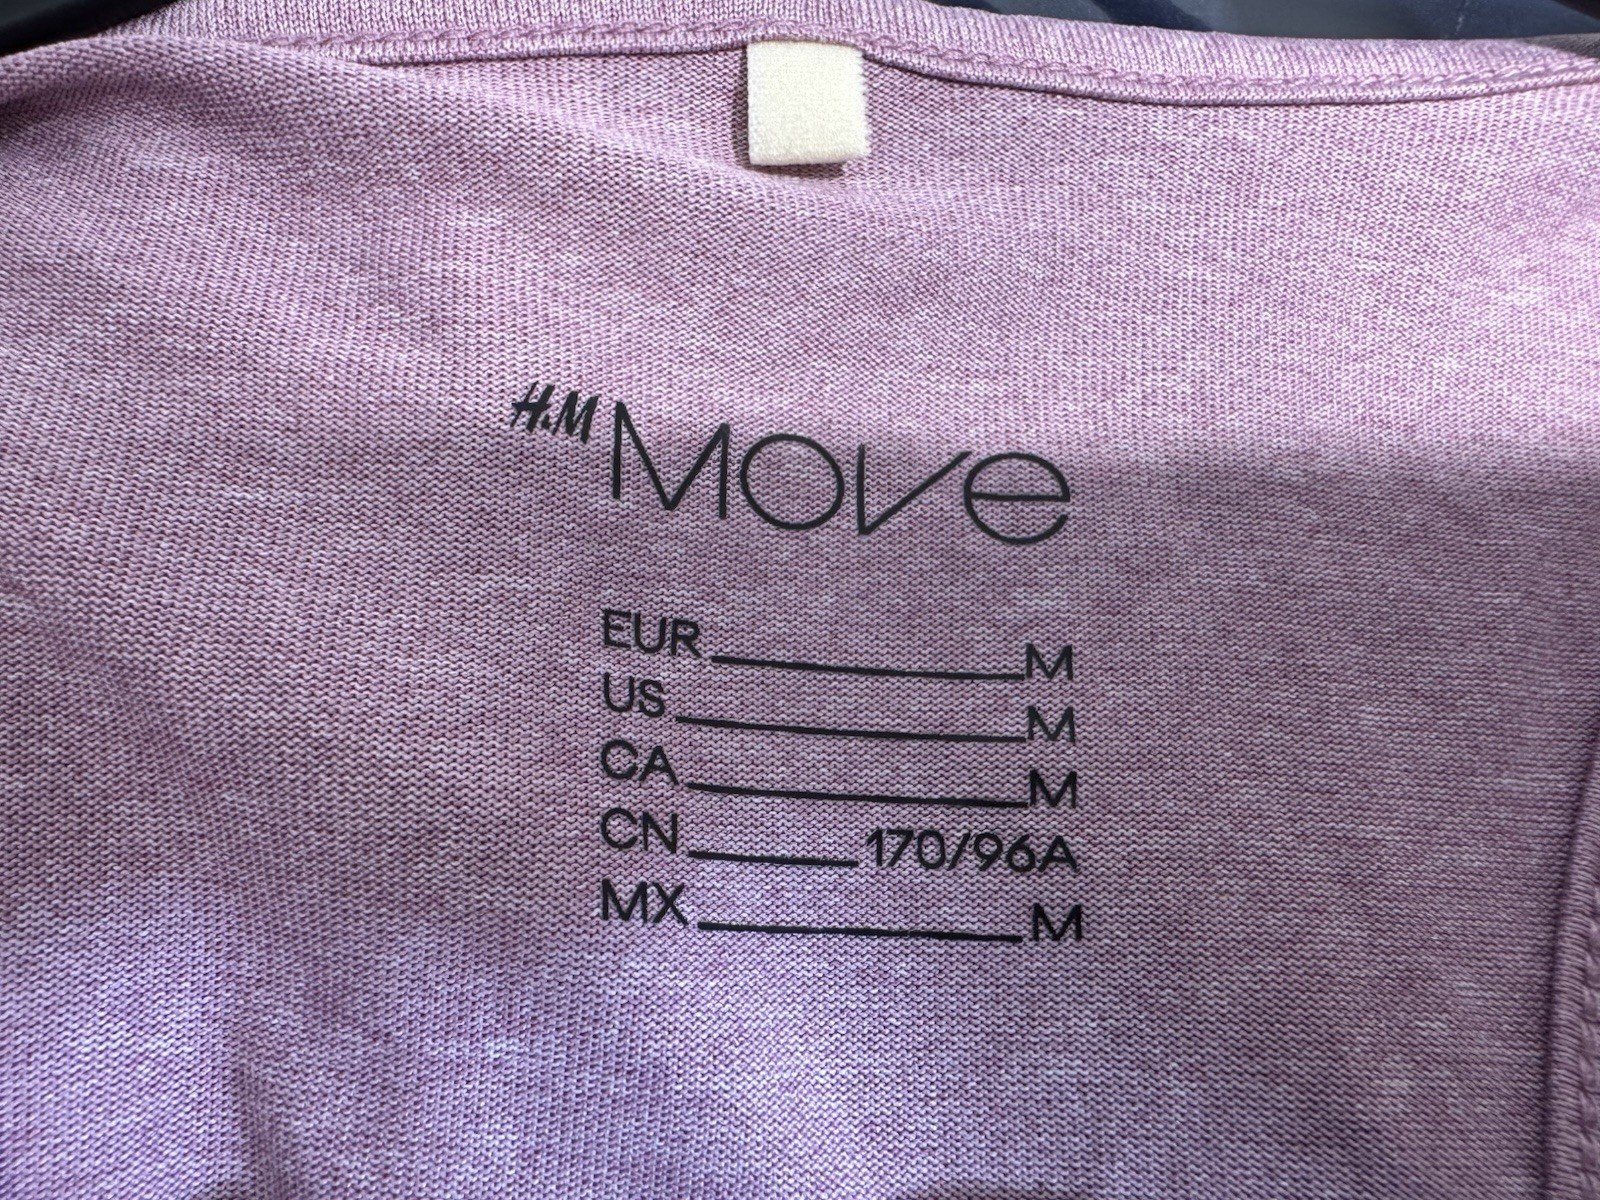 H&M MOVE
EUR M
US M
CA M
CN 170/96A
MX M